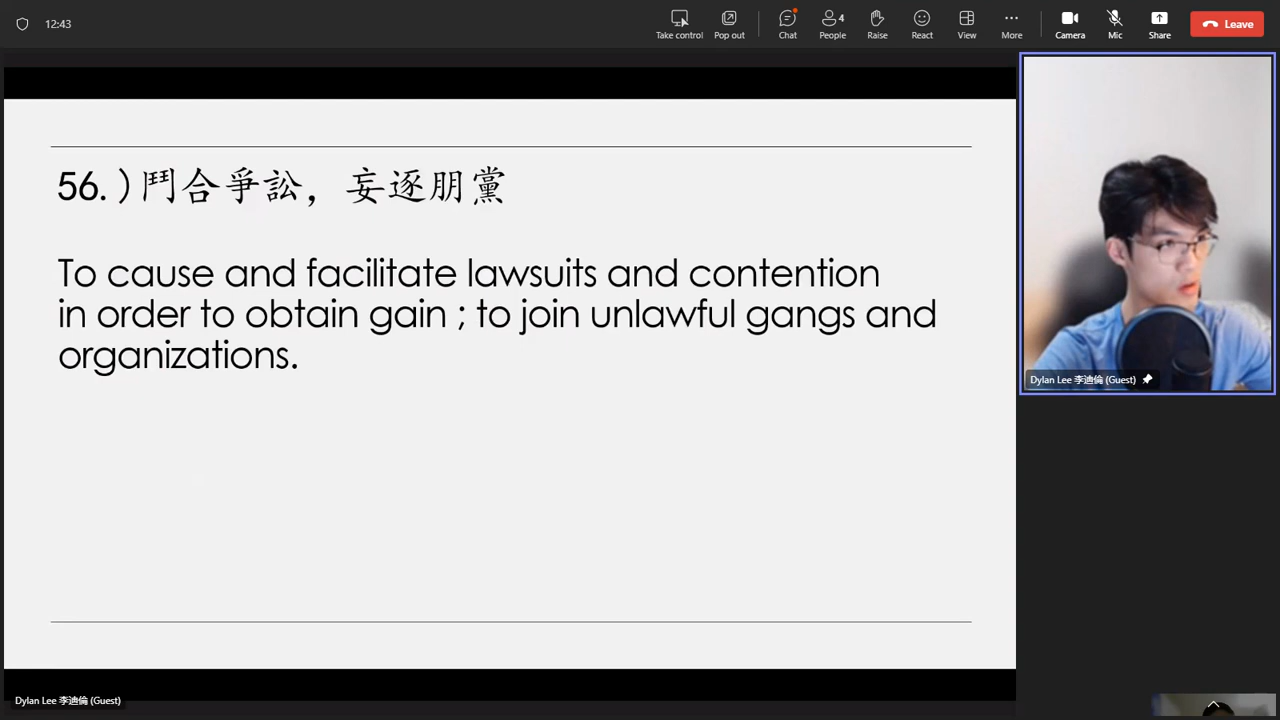 12:43
Take control
Pop out
Chat
4
People
Raise
React
View
More
Camera
Mic
Share
Leave
56. ) 鬥合爭訟，妄逐朋黨
To cause and facilitate lawsuits and contention
in order to obtain gain ; to join unlawful gangs and
organizations.
Dylan Lee 李迪倫 (Guest)
Dylan Lee 李迪倫 (Guest)